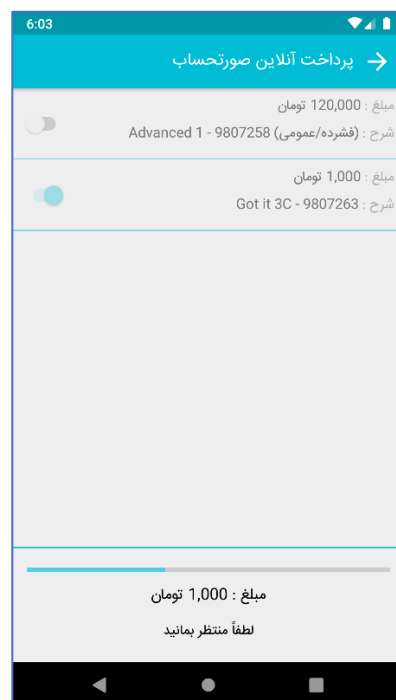 6:03
پرداخت آنلاین صورتحساب
مبلغ : 120,000 تومان
شرح : (فشرده/عمومی) Advanced 1 - 9807258
مبلغ : 1,000 تومان
شرح : Got it 3C - 9807263
مبلغ : 1,000 تومان
لطفاً منتظر بمانید